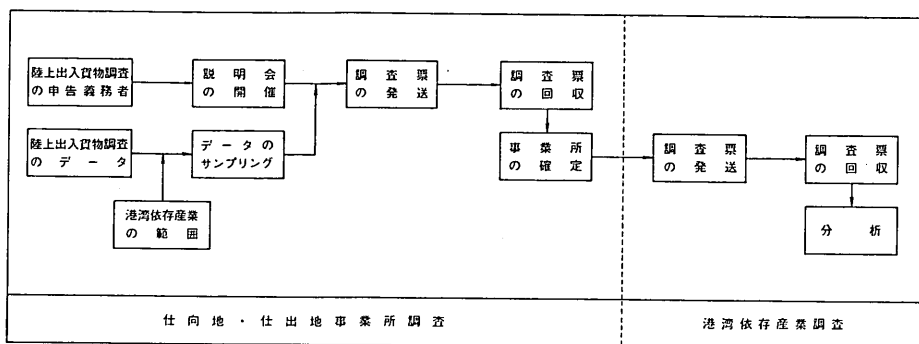 陸上出入貨物調査
の申告義務者
説明会
の開催
調査票
の発送
調査票
の回収
陸上出入貨物調査
のデータ
データの
サンプリング
事業所
の確定
調査票
の発送
調査票
の回収
港湾依存産業
の範囲
分析
仕向地・仕出地事業所調査
港湾依存産業調査